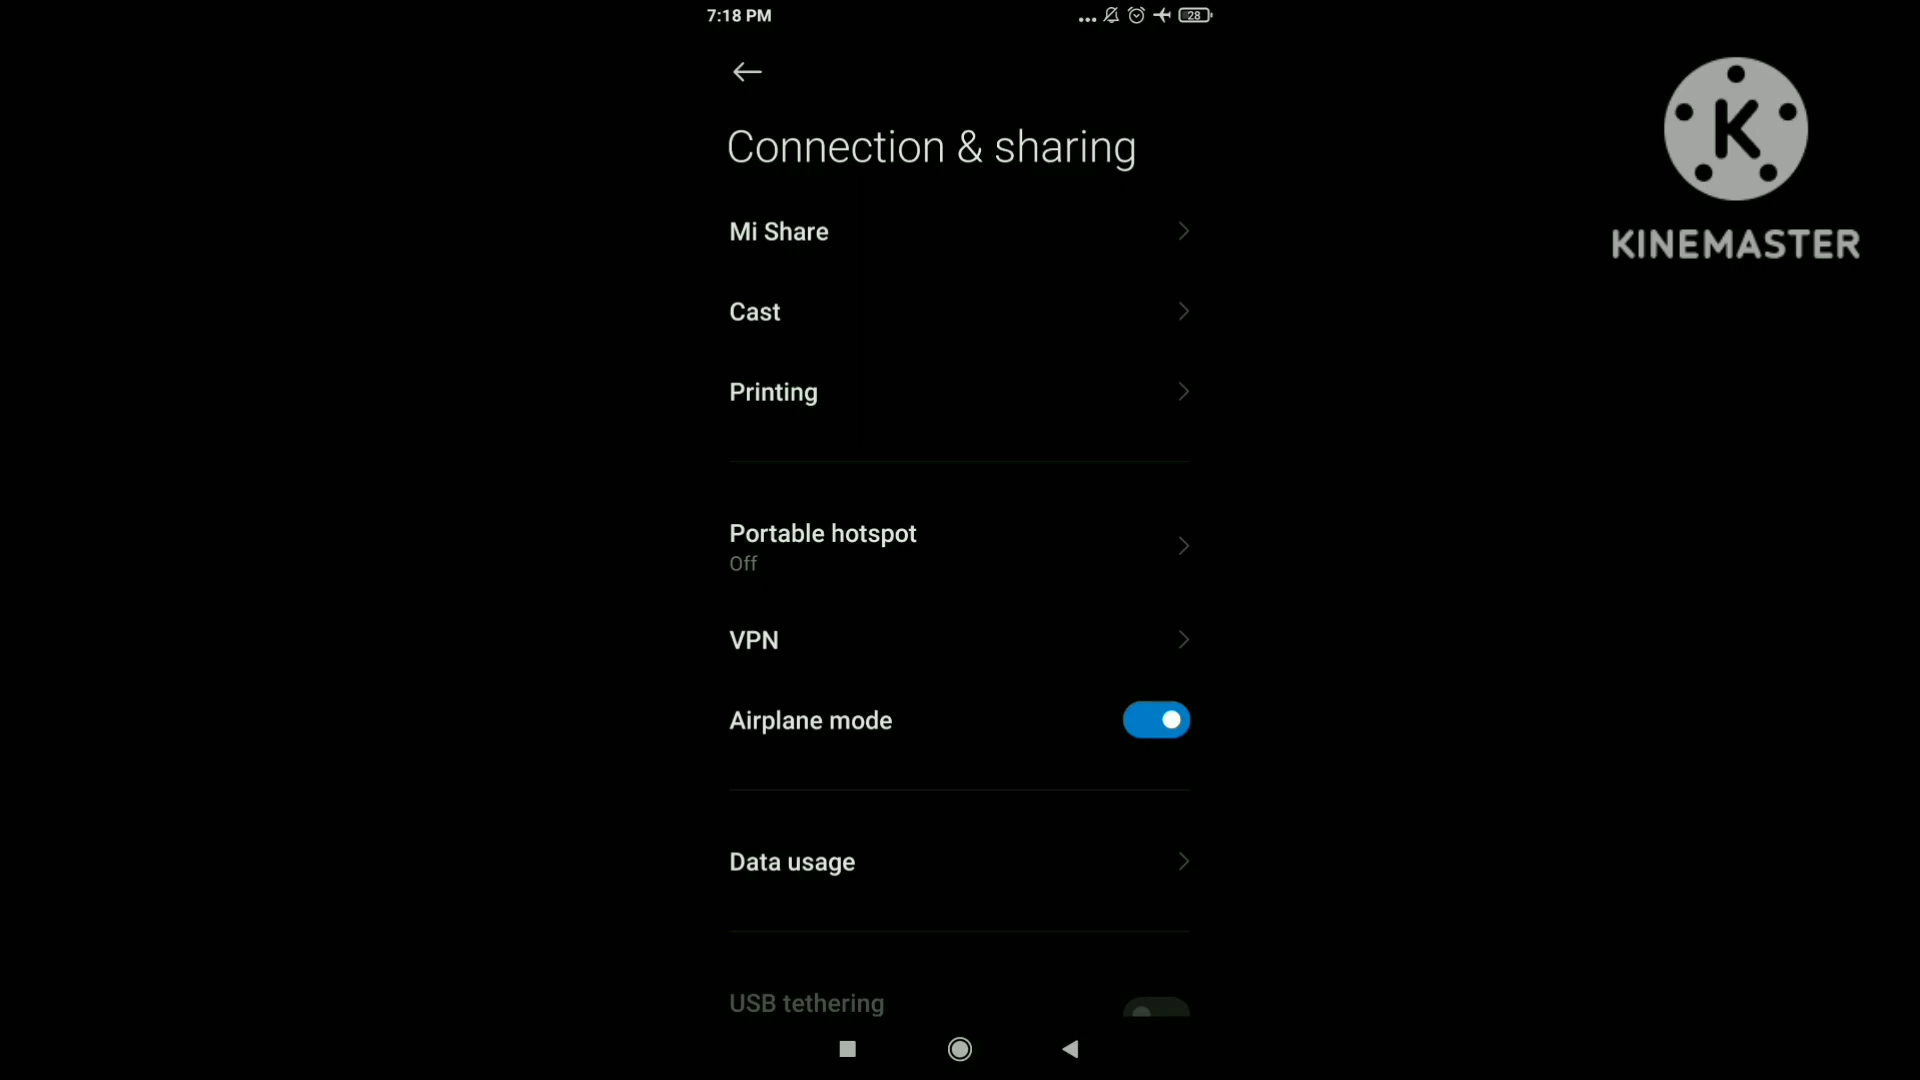 7:18 PM
28
Connection & sharing
Mi Share
Cast
Printing
Portable hotspot
Off
VPN
Airplane mode
Data usage
USB tethering
K
KINEMASTER